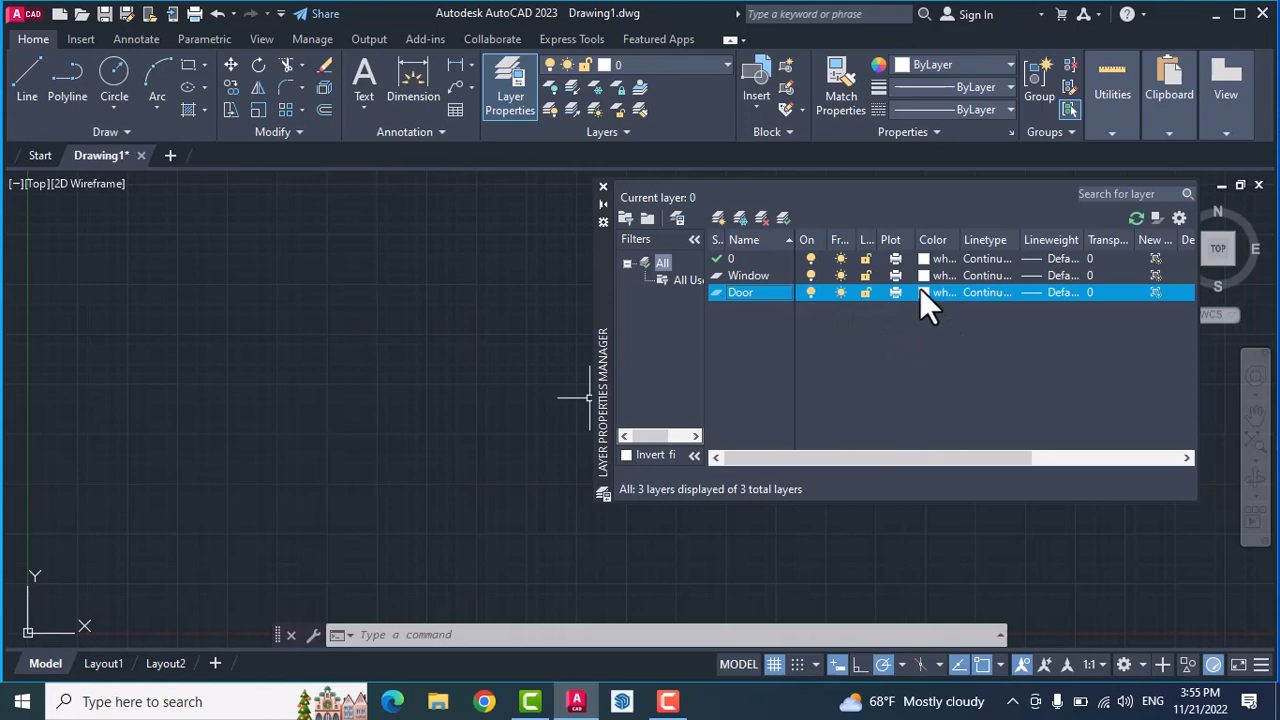 A CAD
Share
Autodesk AutoCAD 2023 Drawing1.dwg
Type a keyword or phrase
Sign In
Home Insert Annotate Parametric View Manage Output Add-ins Collaborate Express Tools Featured Apps
Line Polyline Circle Arc
Text Dimension
Layer
Properties
0
Insert
Match
Properties
ByLayer
ByLayer
ByLayer
Group
Utilities Clipboard View
Draw Modify Annotation Layers Block Properties Groups
Start Drawing1*
[−][Top][2D Wireframe]
Current layer: 0
Search for layer
Filters
All
All Us
Invert fi
S. Name On Fr... L... Plot Color Linetype Lineweight Transp... New ... De
0 wh... Continu... Defa... 0
Window wh... Continu... Defa... 0
Door wh... Continu... Defa... 0
All: 3 layers displayed of 3 total layers
LAYER PROPERTIES MANAGER
N
TOP
E
S
WCS
Y
X
Type a command
Model Layout1 Layout2
MODEL
1:1
Type here to search
A CAD
68°F Mostly cloudy
ENG
3:55 PM
11/21/2022